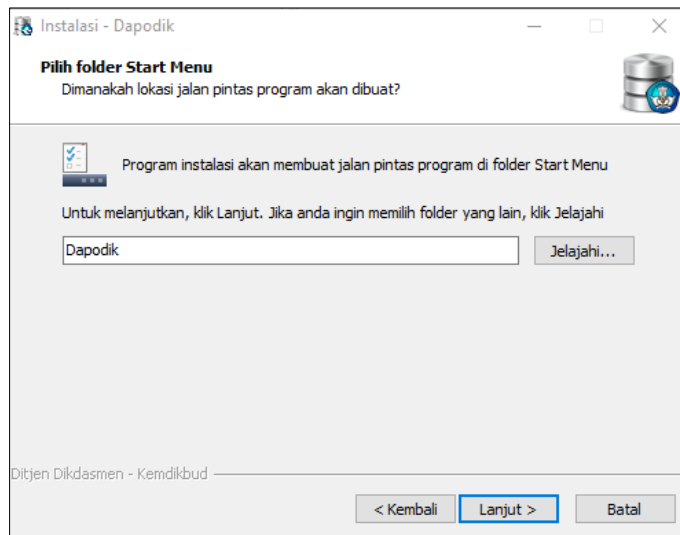 Instalasi - Dapodik
Pilih folder Start Menu
Dimanakah lokasi jalan pintas program akan dibuat?
Program instalasi akan membuat jalan pintas program di folder Start Menu
Untuk melanjutkan, klik Lanjut. Jika anda ingin memilih folder yang lain, klik Jelajahi
Dapodik
Jelajahi...
Ditjen Dikdasmen - Kemdikbud
< Kembali
Lanjut >
Batal